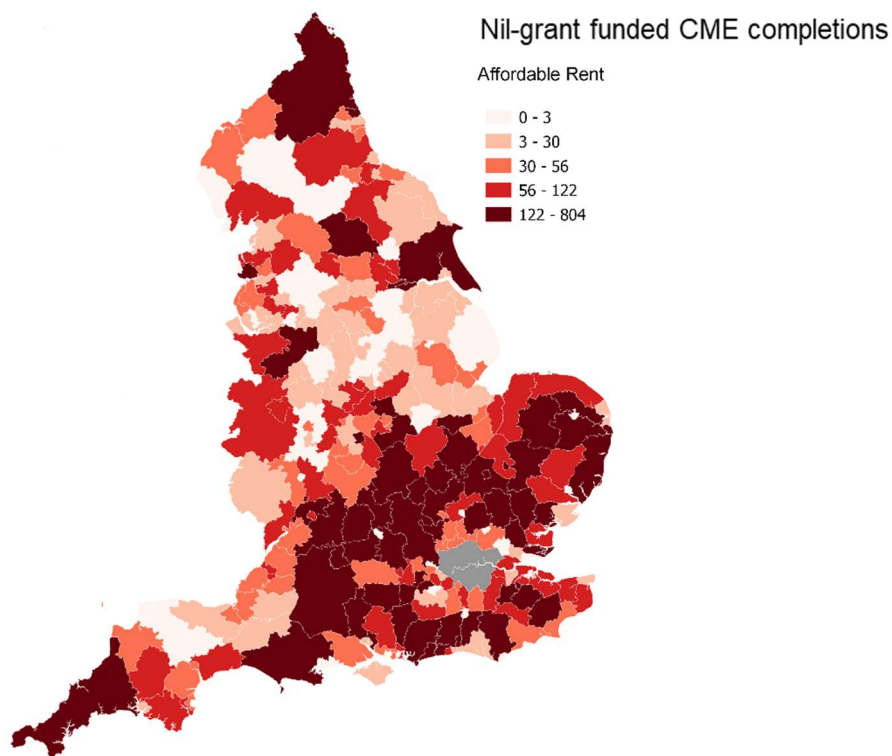 Nil-grant funded CME completions
Affordable Rent
0 - 3
3 - 30
30 - 56
56 - 122
122 - 804